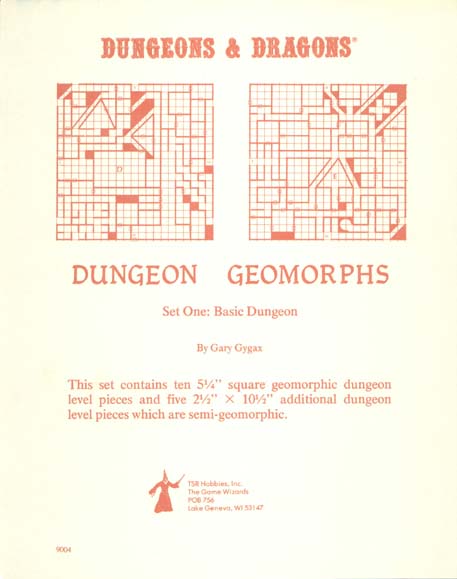 DUNGEONS & DRAGONS®
D
E
DUNGEON GEOMORPHS
Set One: Basic Dungeon
By Gary Gygax
This set contains ten 5¼” square geomorphic dungeon
level pieces and five 2½” × 10½” additional dungeon
level pieces which are semi-geomorphic.
TSR Hobbies, Inc.
The Game Wizards
POB 756
Lake Geneva, WI 53147
9004